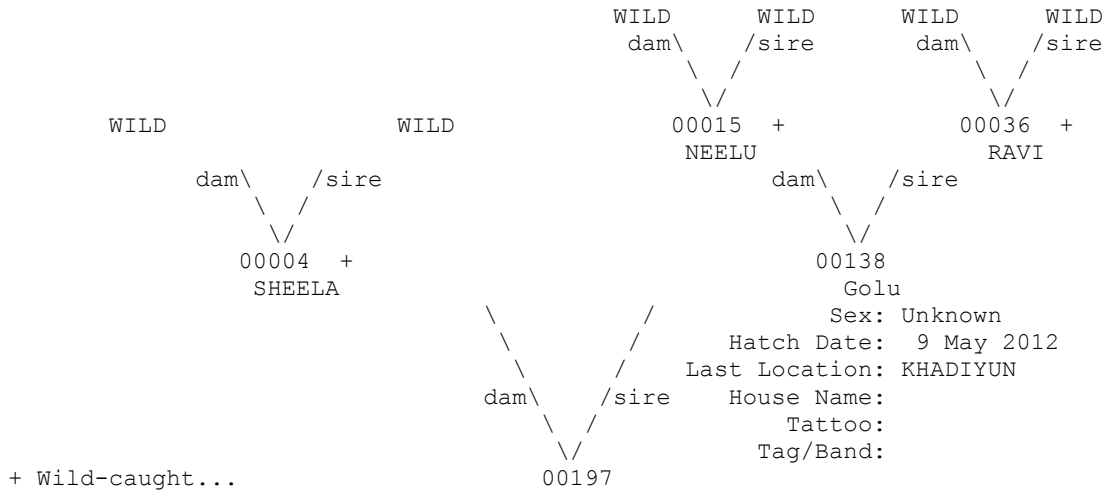 WILD WILD WILD WILD
dam\ /sire dam\ /sire
\ / \ /
\/ \/
WILD WILD 00015 + 00036 +
NEELU RAVI
dam\ /sire dam\ /sire
\ / \ /
\/ \/
00004 + 00138
SHEELA Golu
\ / Sex: Unknown
\ / Hatch Date: 9 May 2012
\ / Last Location: KHADIYUN
dam\ /sire House Name:
\ / Tattoo:
\/ Tag/Band:
+ Wild-caught... 00197